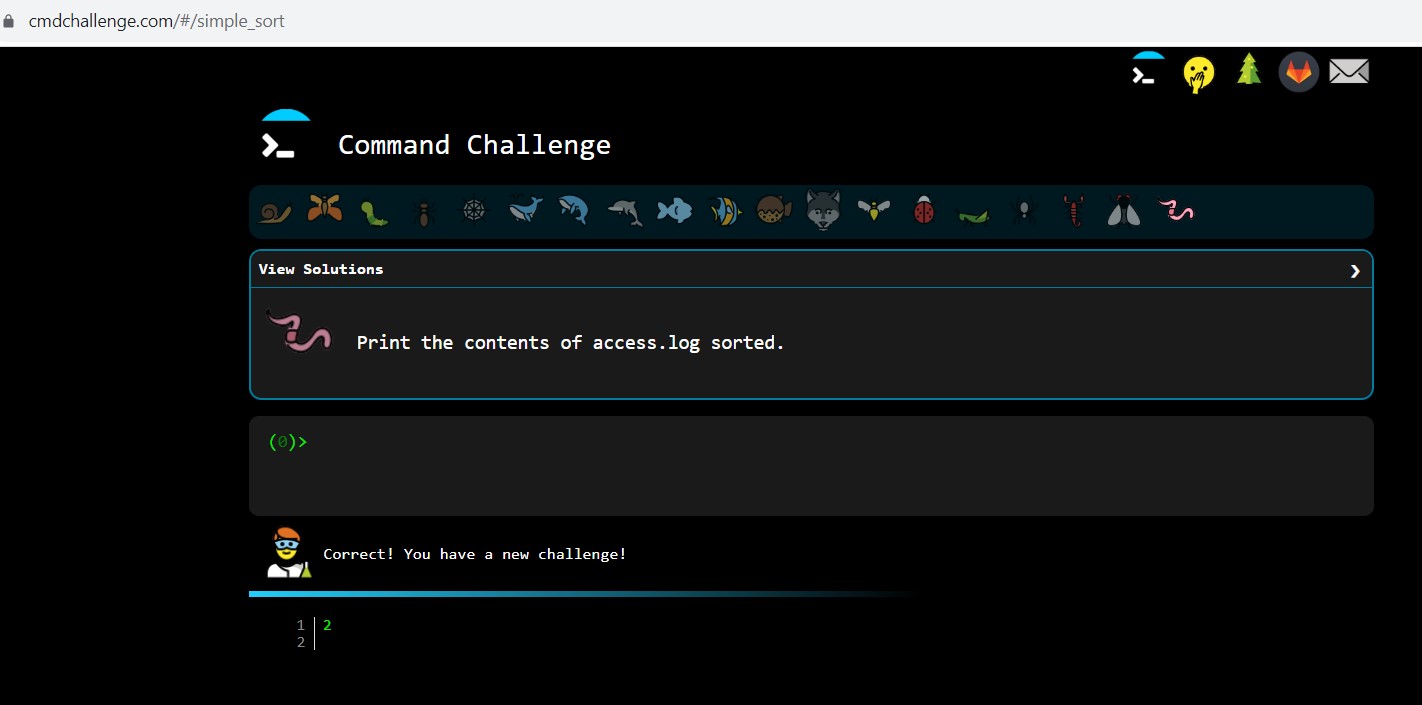 cmdchallenge.com/#/simple_sort
Command Challenge
View Solutions
Print the contents of access.log sorted.
(0)>
Correct! You have a new challenge!
1 2
2